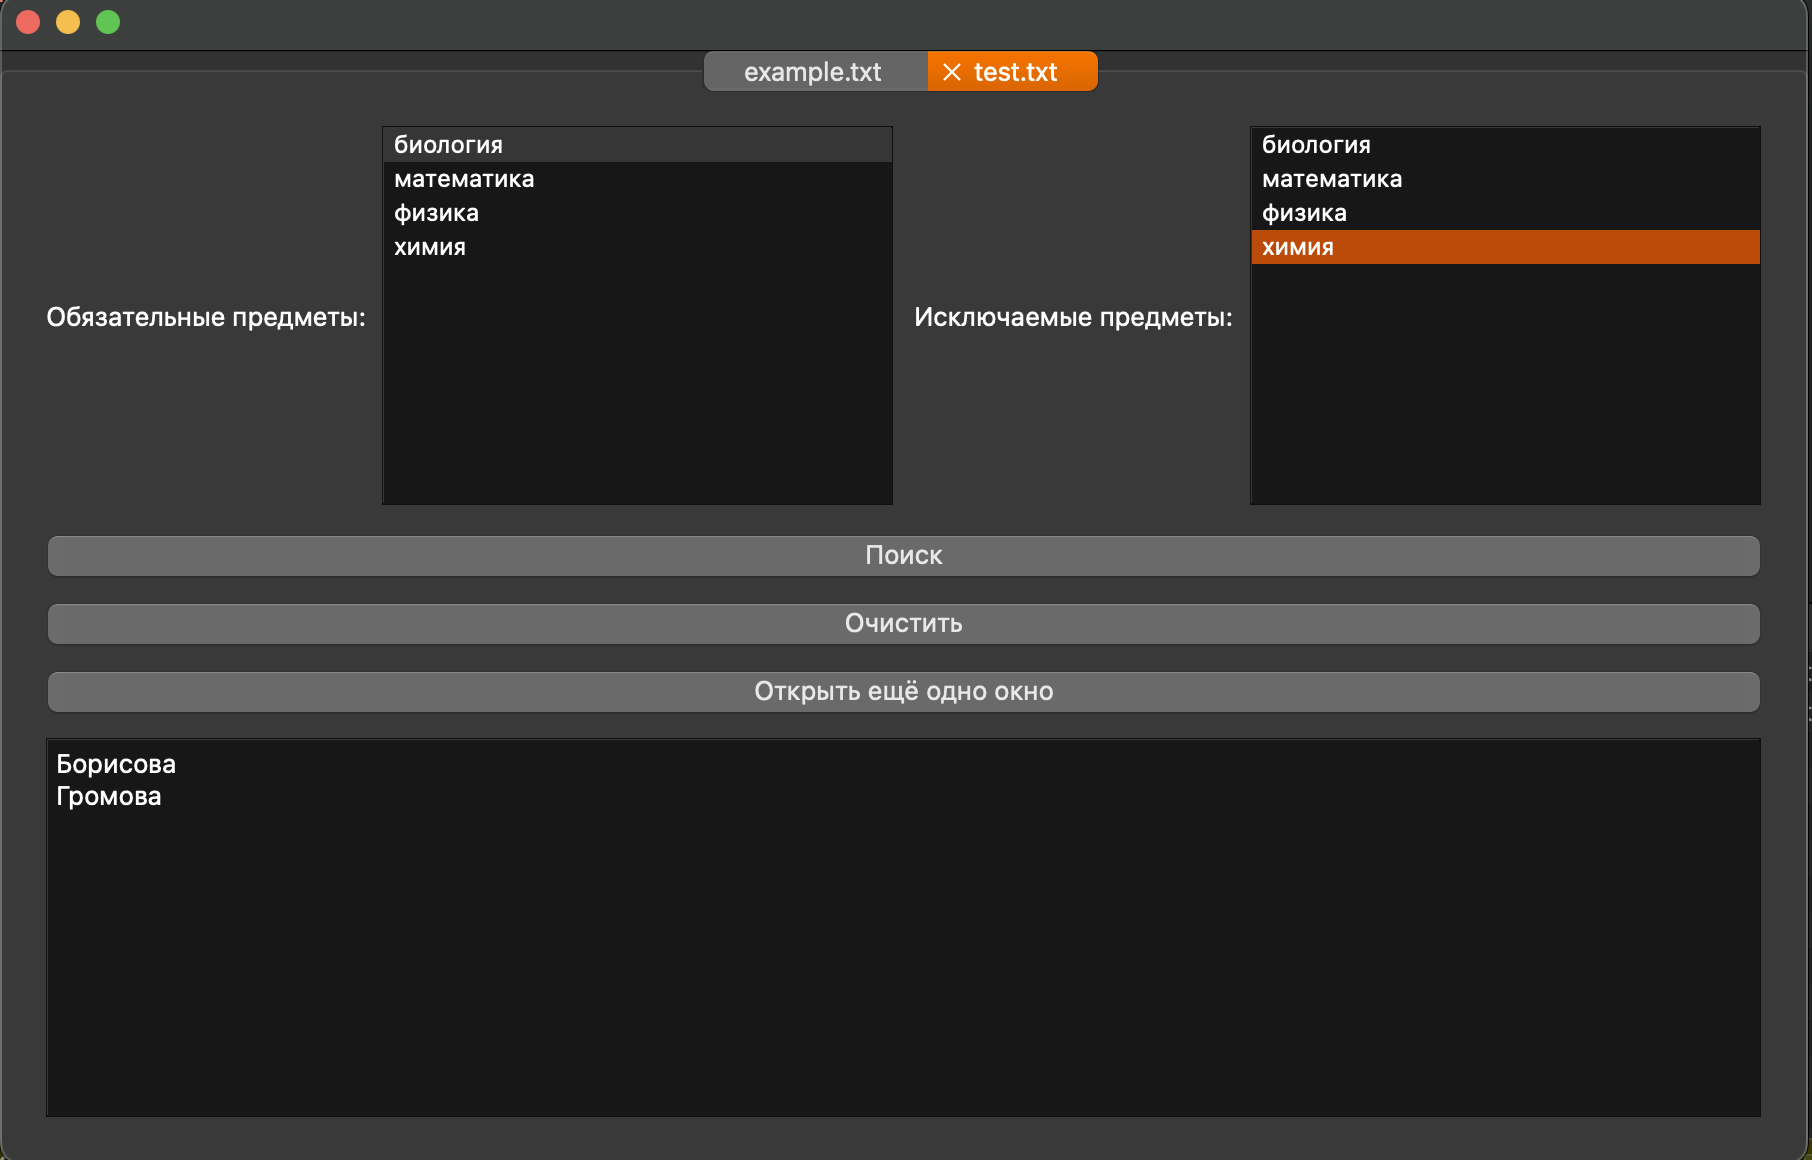 example.txt
test.txt
Обязательные предметы:
биология
математика
физика
химия
Исключаемые предметы:
биология
математика
физика
химия
Поиск
Очистить
Открыть ещё одно окно
Борисова
Громова